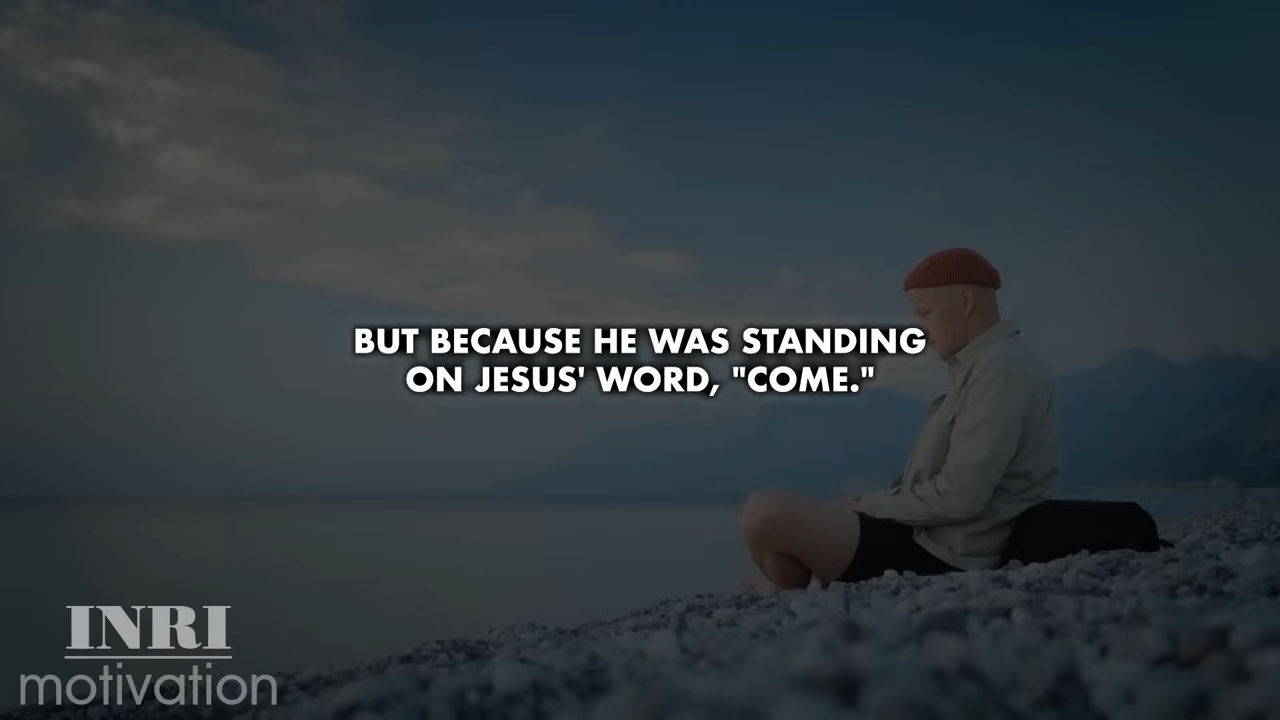 BUT BECAUSE HE WAS STANDING
ON JESUS' WORD, "COME."
INRI
motivation